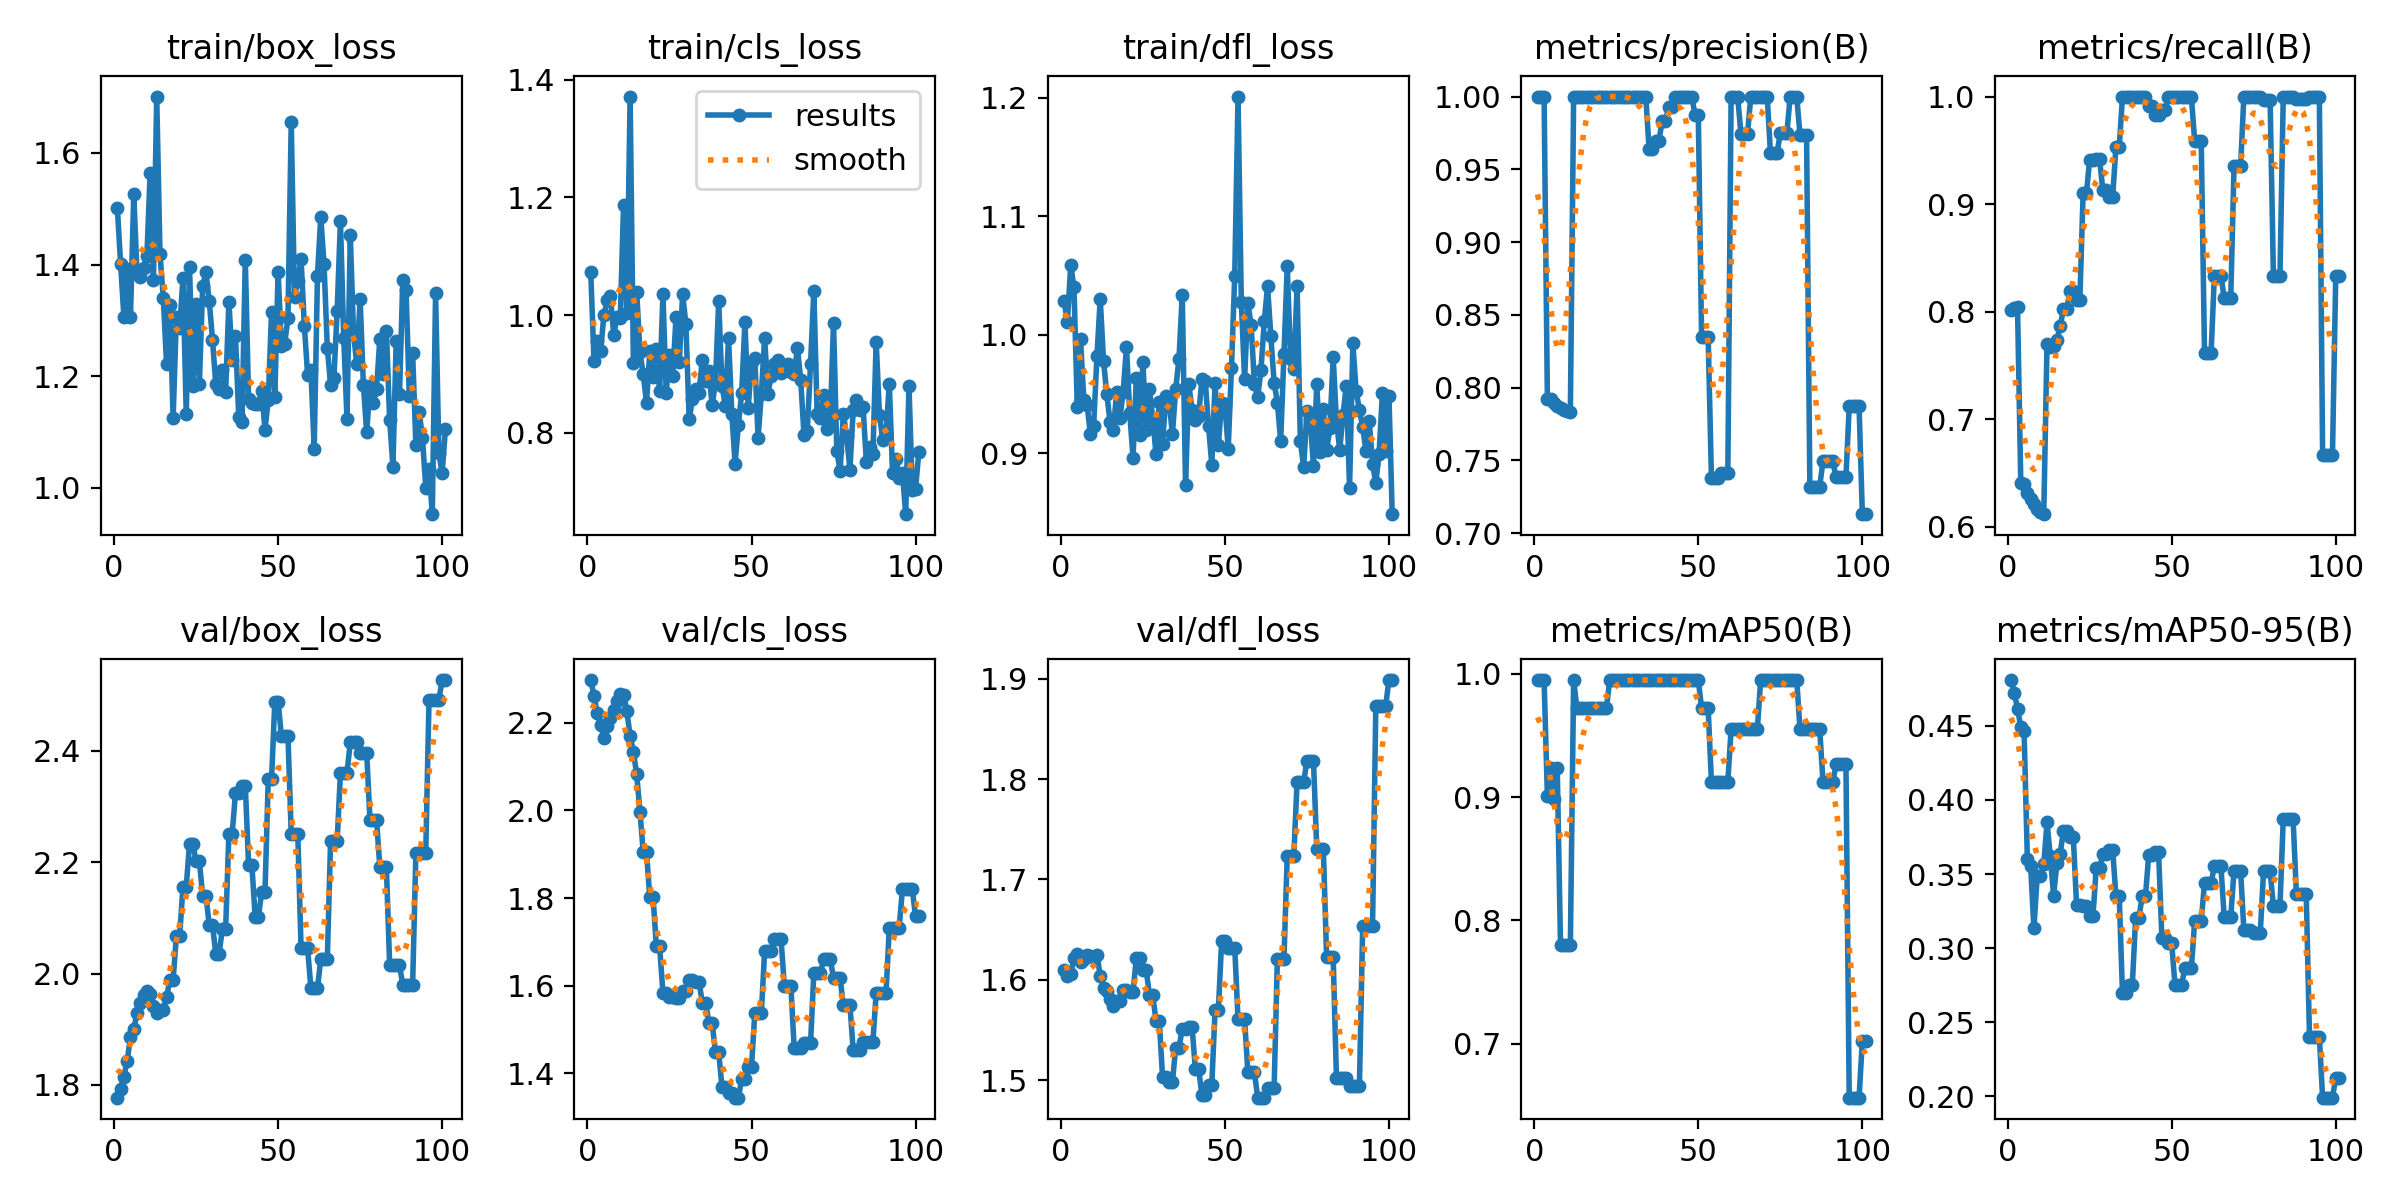 train/box_loss
train/cls_loss
train/dfl_loss
metrics/precision(B)
metrics/recall(B)
results
smooth
1.6
1.4
1.2
1.0
0 50 100
1.4
1.2
1.0
0.8
0 50 100
1.2
1.1
1.0
0.9
0 50 100
1.00
0.95
0.90
0.85
0.80
0.75
0.70
0 50 100
1.0
0.9
0.8
0.7
0.6
0 50 100
val/box_loss
val/cls_loss
val/dfl_loss
metrics/mAP50(B)
metrics/mAP50-95(B)
2.4
2.2
2.0
1.8
0 50 100
2.2
2.0
1.8
1.6
1.4
0 50 100
1.9
1.8
1.7
1.6
1.5
0 50 100
1.0
0.9
0.8
0.7
0 50 100
0.45
0.40
0.35
0.30
0.25
0.20
0 50 100